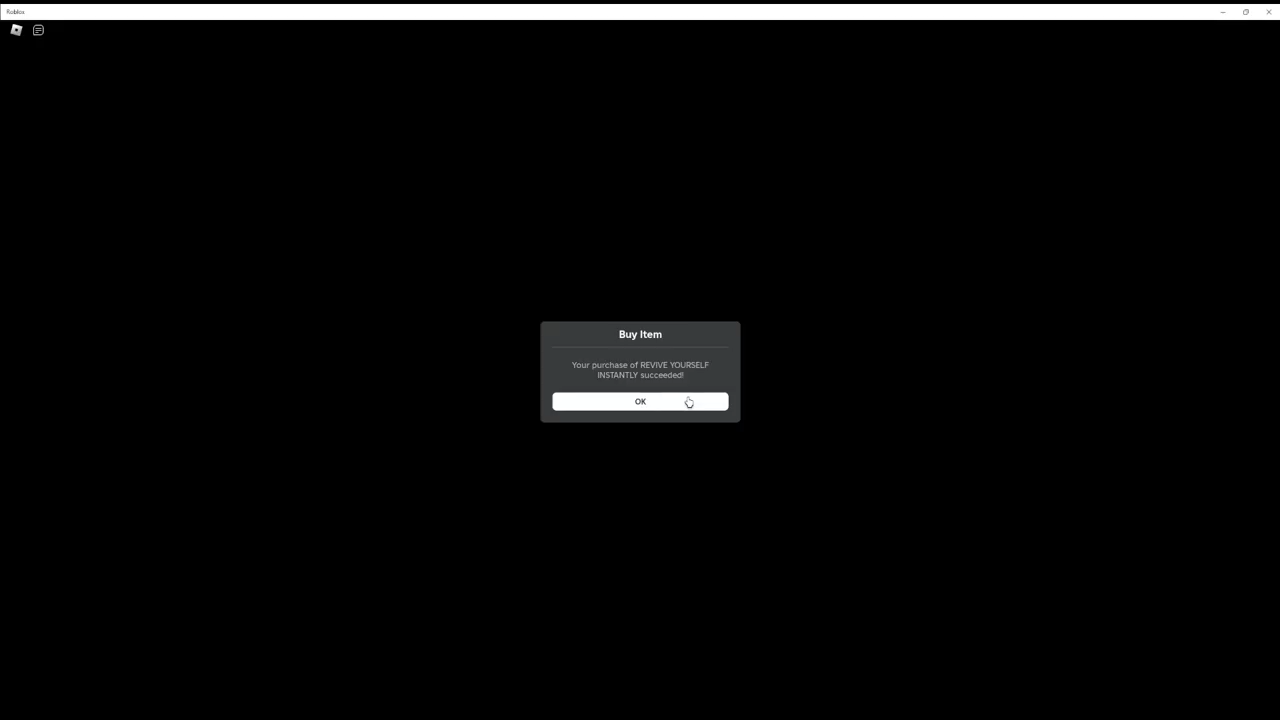 Roblox
Buy Item
Your purchase of REVIVE YOURSELF
INSTANTLY succeeded!
OK